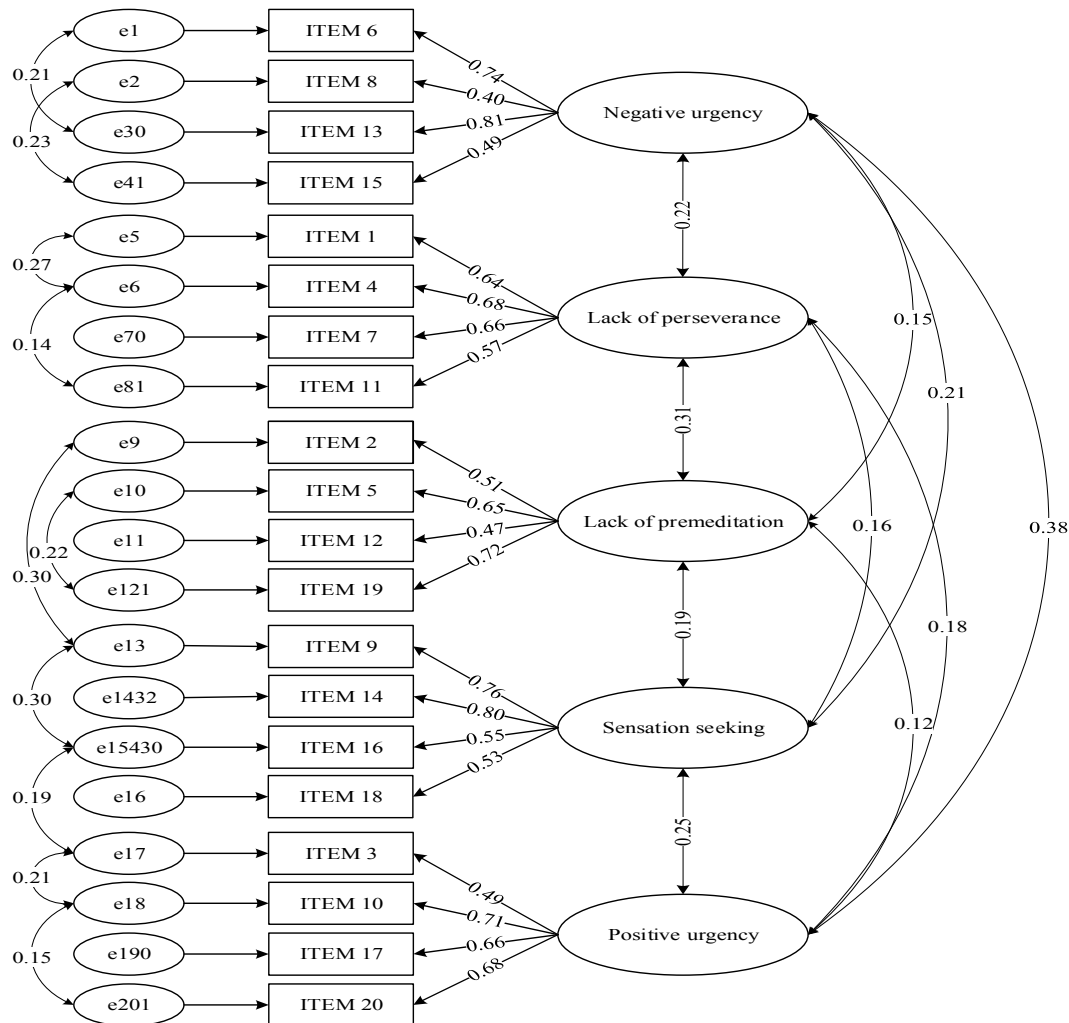 e1
ITEM 6
0.74
0.21
e2
ITEM 8
0.40
Negative urgency
e30
ITEM 13
0.81
0.23
0.49
e41
ITEM 15
0.22
e5
ITEM 1
0.27
0.64
e6
ITEM 4
0.68
Lack of perseverance
0.15
e70
ITEM 7
0.66
0.14
0.57
e81
ITEM 11
0.21
0.31
e9
ITEM 2
0.51
e10
ITEM 5
0.65
Lack of premeditation
0.16
0.38
e11
ITEM 12
0.47
0.22
0.72
0.30
e121
ITEM 19
0.19
0.18
e13
ITEM 9
0.76
0.30
e1432
ITEM 14
0.80
Sensation seeking
0.12
e15430
ITEM 16
0.55
0.53
0.19
e16
ITEM 18
0.25
e17
ITEM 3
0.21
0.49
e18
ITEM 10
0.71
Positive urgency
0.15
e190
ITEM 17
0.66
0.68
e201
ITEM 20